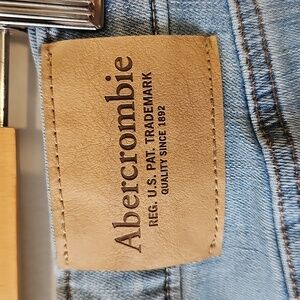 Abercrombie
REG. U.S. PAT. TRADEMARK
QUALITY SINCE 1892